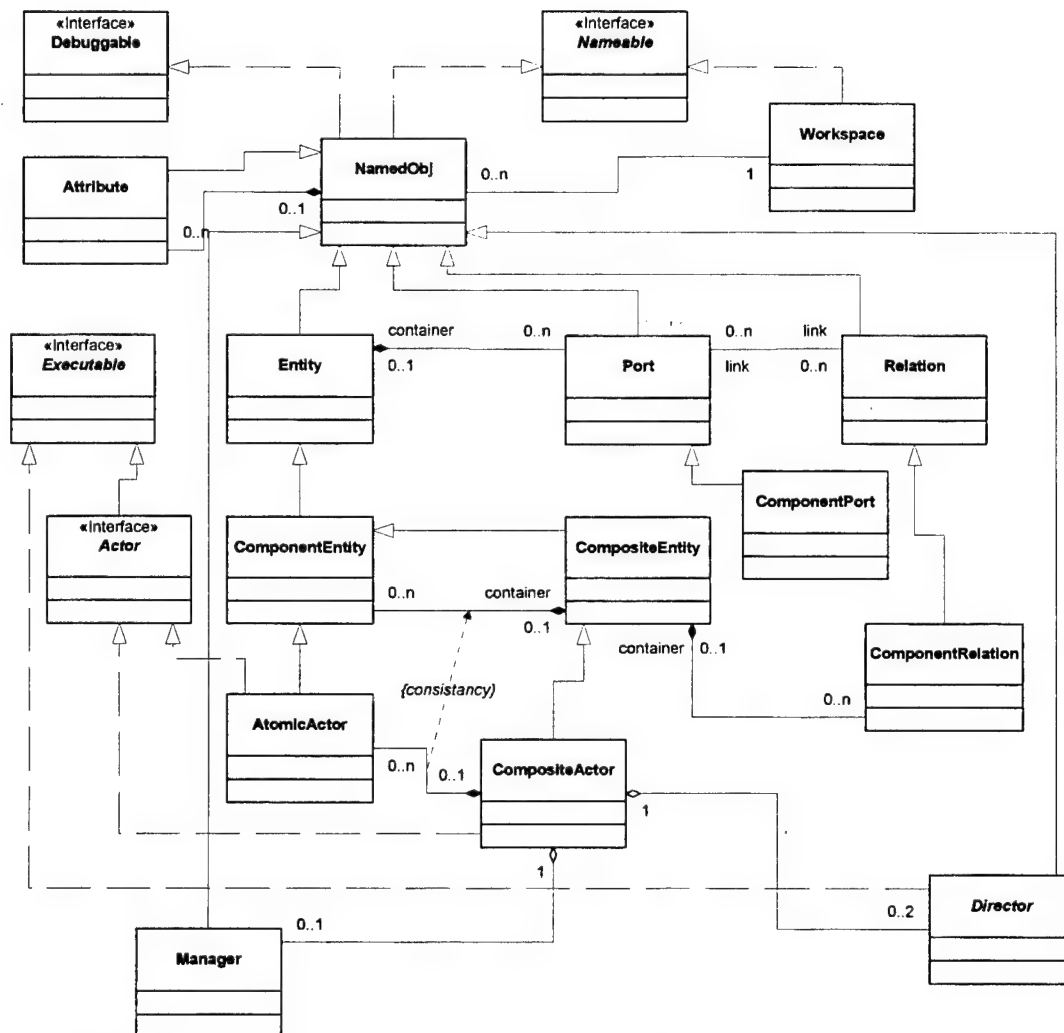 «Interface»
Debuggable
«Interface»
Nameable
Workspace
NamedObj
Attribute
0..n
1
0..1
0..n
«Interface»
Executable
container
0..n
0..n
link
Entity
0..1
Port
link
0..n
Relation
ComponentPort
«Interface»
Actor
ComponentEntity
CompositeEntity
0..n
container
0..1
container
0..1
ComponentRelation
{consistancy}
0..n
AtomicActor
0..n
0..1
CompositeActor
1
1
0..2
Director
0..1
Manager